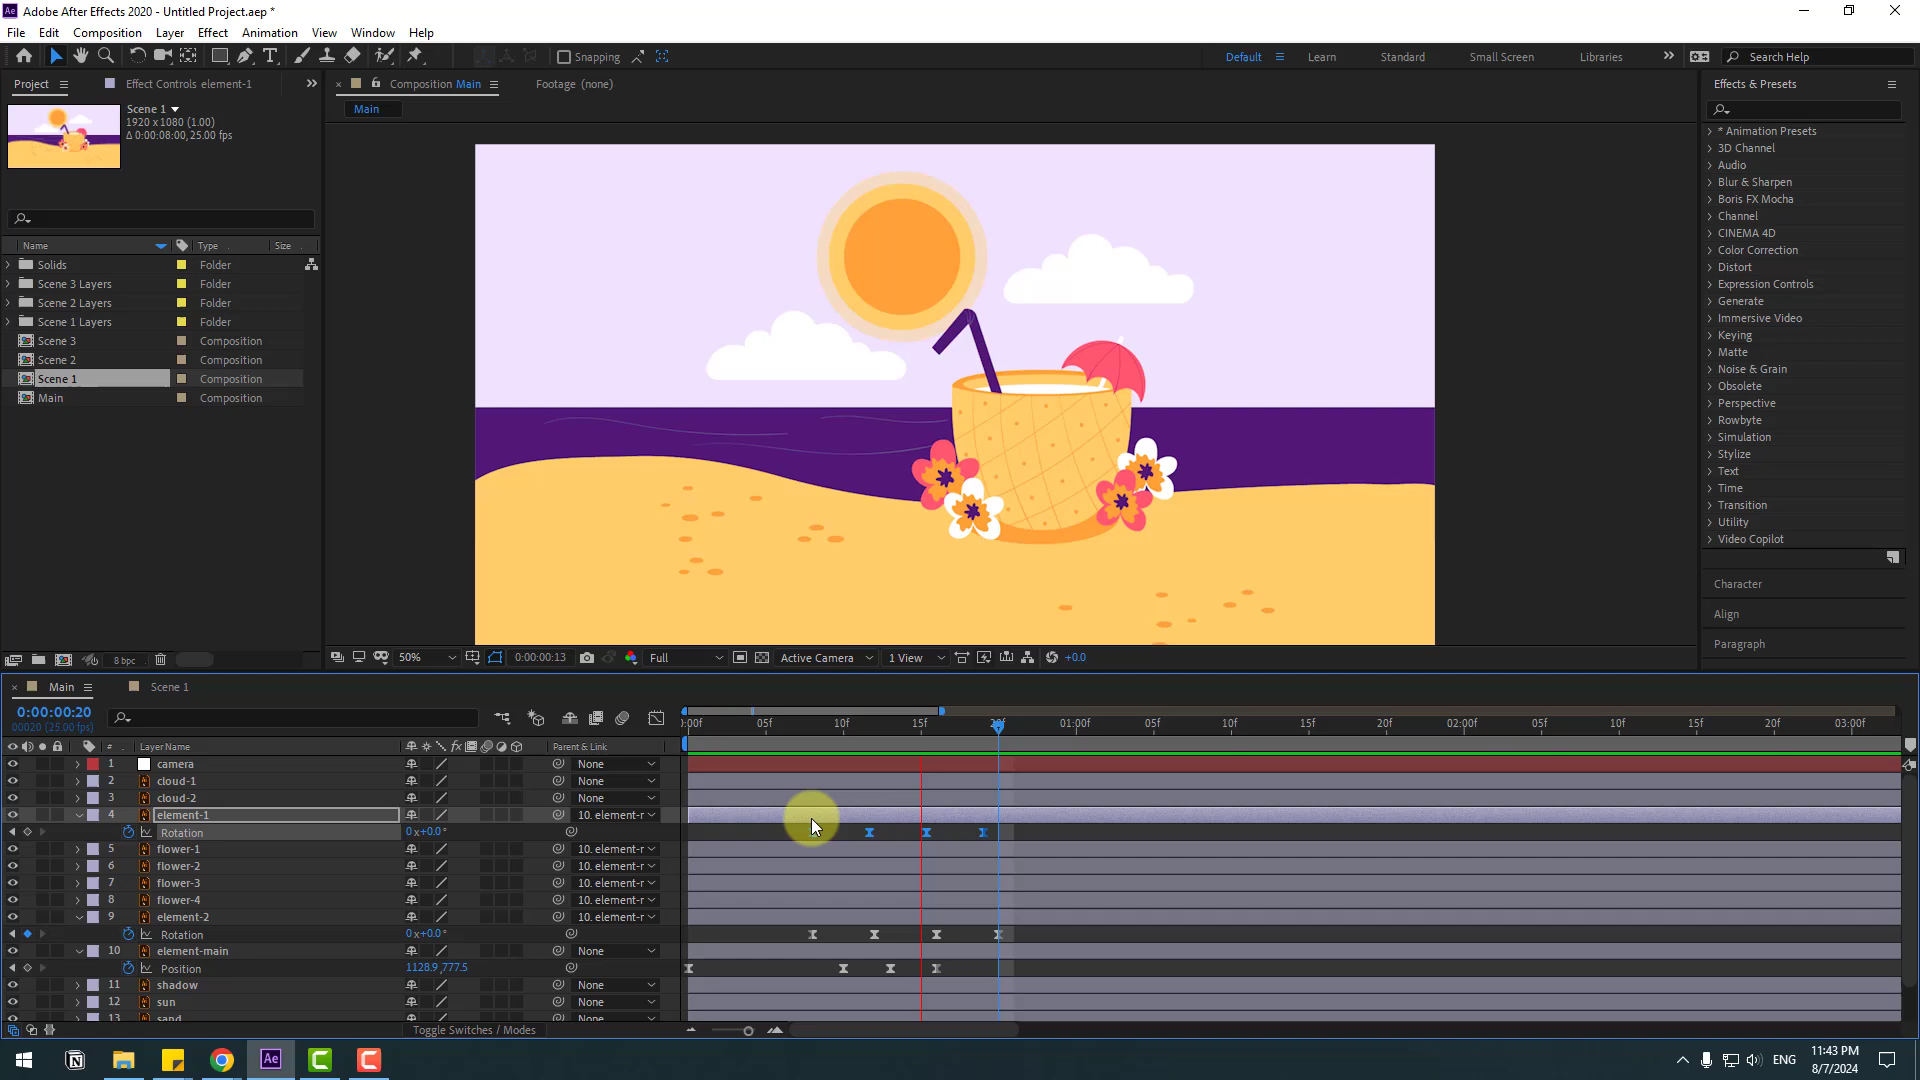 Adobe After Effects 2020 - Untitled Project.aep *
File Edit Composition Layer Effect Animation View Window Help
Snapping Default Learn Standard Small Screen Libraries Search Help
Project Effect Controls element-1
Composition Main Footage (none)
Main
Scene 1
1920 x 1080 (1.00)
Δ 0:00:08:00, 25.00 fps
Name Type Size
Solids Folder
Scene 3 Layers Folder
Scene 2 Layers Folder
Scene 1 Layers Folder
Scene 3 Composition
Scene 2 Composition
Scene 1 Composition
Main Composition
8 bpc
50% 0:00:00:13 Full Active Camera 1 View +0.0
Effects & Presets
* Animation Presets
3D Channel
Audio
Blur & Sharpen
Boris FX Mocha
Channel
CINEMA 4D
Color Correction
Distort
Expression Controls
Generate
Immersive Video
Keying
Matte
Noise & Grain
Obsolete
Perspective
Rowbyte
Simulation
Stylize
Text
Time
Transition
Utility
Video Copilot
Character
Align
Paragraph
Main Scene 1
0:00:00:20
00020 (25.00 fps)
:00f 05f 10f 15f 20f 01:00f 05f 10f 15f 20f 02:00f 05f 10f 15f 20f 03:00f
# Layer Name fx Parent & Link
1 camera None
2 cloud-1 None
3 cloud-2 None
4 element-1 10. element-r
Rotation 0x+0.0°
5 flower-1 10. element-r
6 flower-2 10. element-r
7 flower-3 10. element-r
8 flower-4 10. element-r
9 element-2 10. element-r
Rotation 0x+0.0°
10 element-main None
Position 1128.9,777.5
11 shadow None
12 sun None
13 sand None
Toggle Switches / Modes
ENG
11:43 PM
8/7/2024